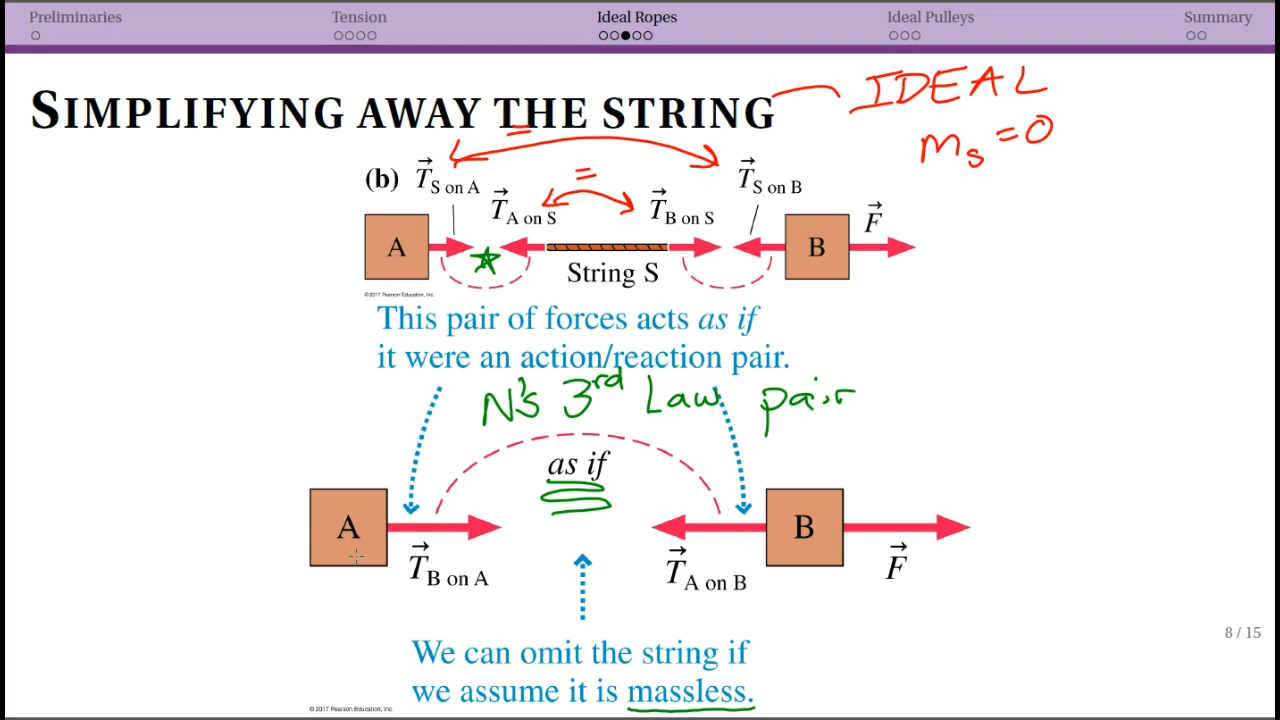 Preliminaries Tension Ideal Ropes Ideal Pulleys Summary
SIMPLIFYING AWAY THE STRING
IDEAL
m_s = 0
= =
(b) T⃗ S on A T⃗ A on S T⃗ B on S T⃗ S on B F⃗
A B
String S
©2017 Pearson Education, Inc.
This pair of forces acts as if
it were an action/reaction pair.
N's 3rd Law pair
as if
A B
T⃗ B on A T⃗ A on B F⃗
8 / 15
We can omit the string if
we assume it is massless.
© 2017 Pearson Education, Inc.